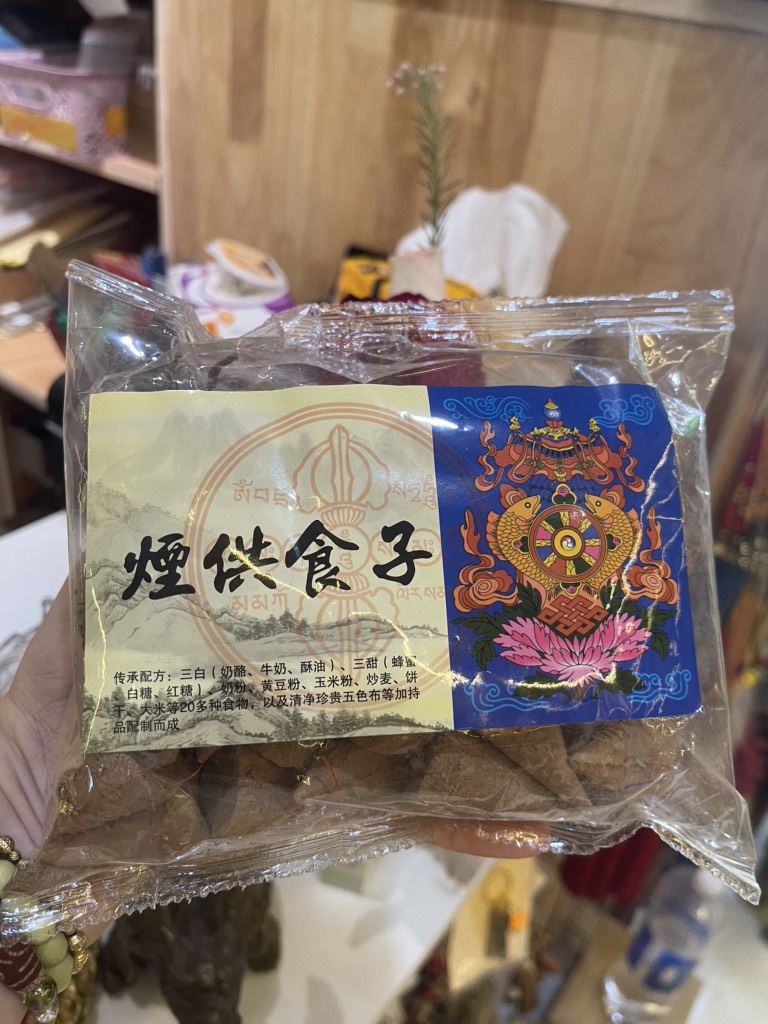 煙供食子
传承配方：三白（奶酪、牛奶、酥油）、三甜（蜂蜜
、白糖、红糖）、奶粉、黄豆粉、玉米粉、炒麦、饼
干、大米等20多种食物，以及清净珍贵五色布等加持
品配制而成